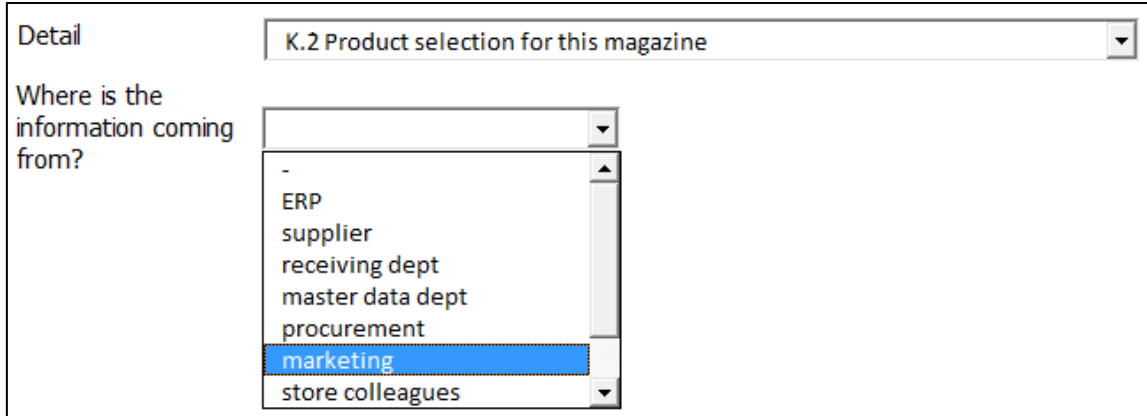 Detail
K.2 Product selection for this magazine
Where is the
information coming
from?
-
ERP
supplier
receiving dept
master data dept
procurement
marketing
store colleagues